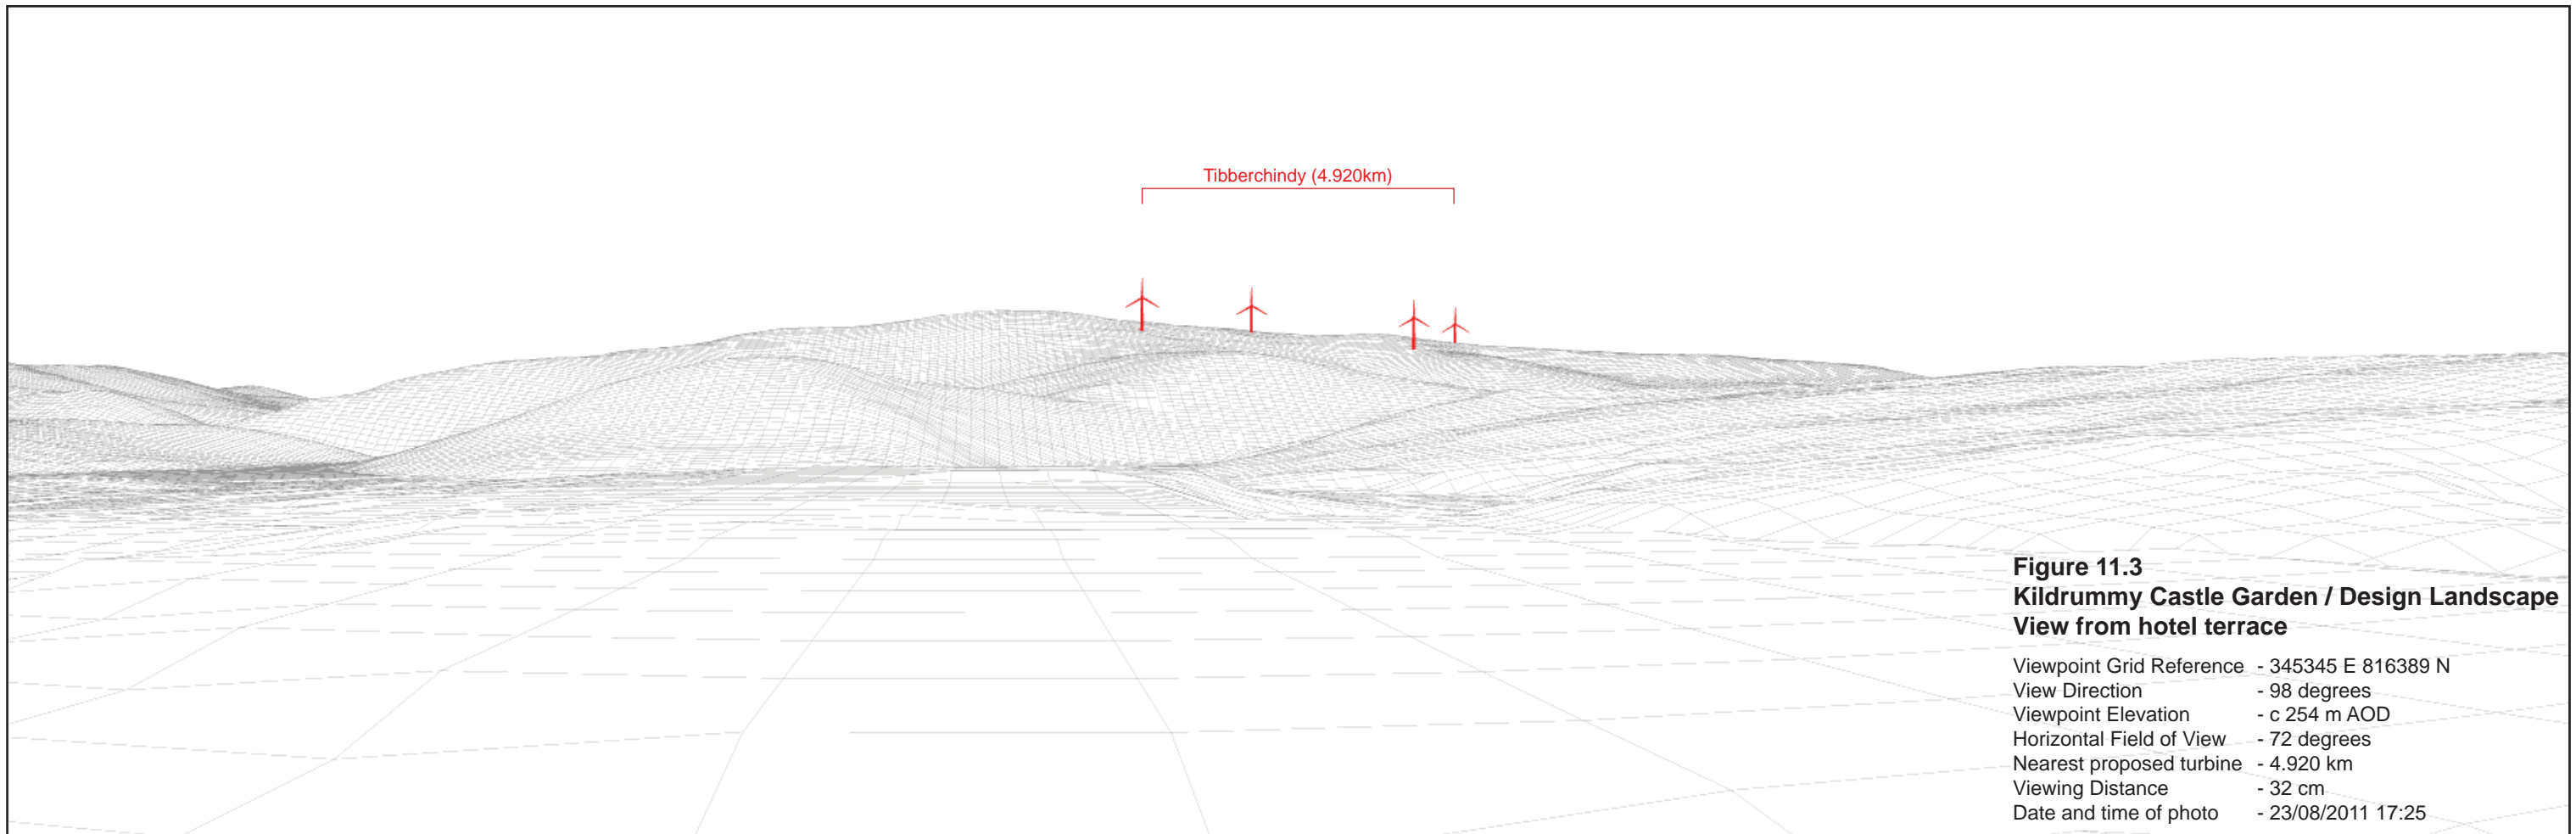 Tibberchindy (4.920km)
Figure 11.3
Kildrummy Castle Garden / Design Landscape
View from hotel terrace
Viewpoint Grid Reference - 345345 E 816389 N
View Direction - 98 degrees
Viewpoint Elevation - c 254 m AOD
Horizontal Field of View - 72 degrees
Nearest proposed turbine - 4.920 km
Viewing Distance - 32 cm
Date and time of photo - 23/08/2011 17:25